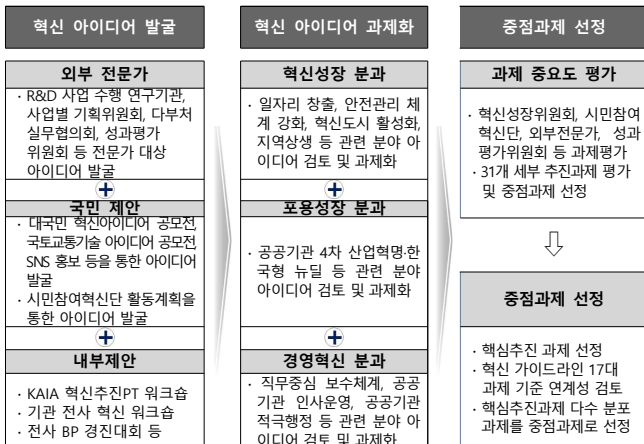 혁신 아이디어 발굴
외부 전문가
· R&D 사업 수행 연구기관,
사업별 기획위원회, 다부처
실무협의회, 성과평가
위원회 등 전문가 대상
아이디어 발굴
국민 제안
· 대국민 혁신아이디어 공모전,
국토교통기술 아이디어 공모전,
SNS 홍보 등을 통한 아이디어
발굴
· 시민참여혁신단 활동계획을
통한 아이디어 발굴
내부제안
· KAIA 혁신추진PT 워크숍
· 기관 전사 혁신 워크숍
· 전사 BP 경진대회 등
혁신 아이디어 과제화
혁신성장 분과
· 일자리 창출, 안전관리 체
계 강화, 혁신도시 활성화,
지역상생 등 관련 분야 아
이디어 검토 및 과제화
포용성장 분과
· 공공기관 4차 산업혁명·한
국형 뉴딜 등 관련 분야
아이디어 검토 및 과제화
경영혁신 분과
· 직무중심 보수체계, 공공
기관 인사운영, 공공기관
적극행정 등 관련 분야 아
이디어 검토 및 과제화
중점과제 선정
과제 중요도 평가
· 혁신성장위원회, 시민참여
혁신단, 외부전문가, 성과
평가위원회 등 과제평가
· 31개 세부 추진과제 평가
및 중점과제 선정
중점과제 선정
· 핵심추진 과제 선정
· 혁신 가이드라인 17대
과제 기준 연계성 검토
· 핵심추진과제 다수 분포
과제를 중점과제로 선정